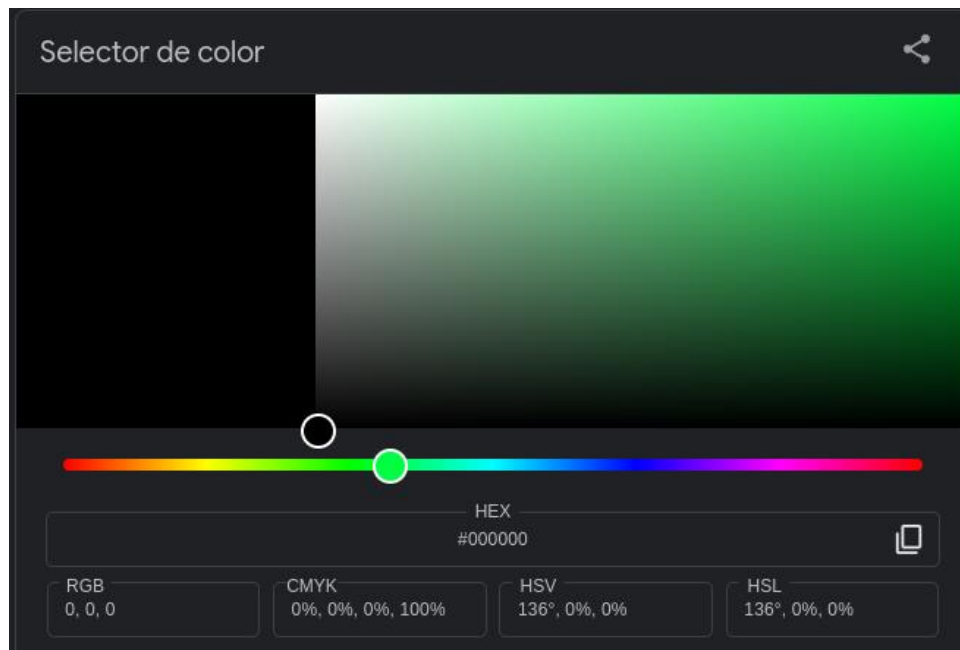 Selector de color
HEX
#000000
RGB
0, 0, 0
CMYK
0%, 0%, 0%, 100%
HSV
136°, 0%, 0%
HSL
136°, 0%, 0%